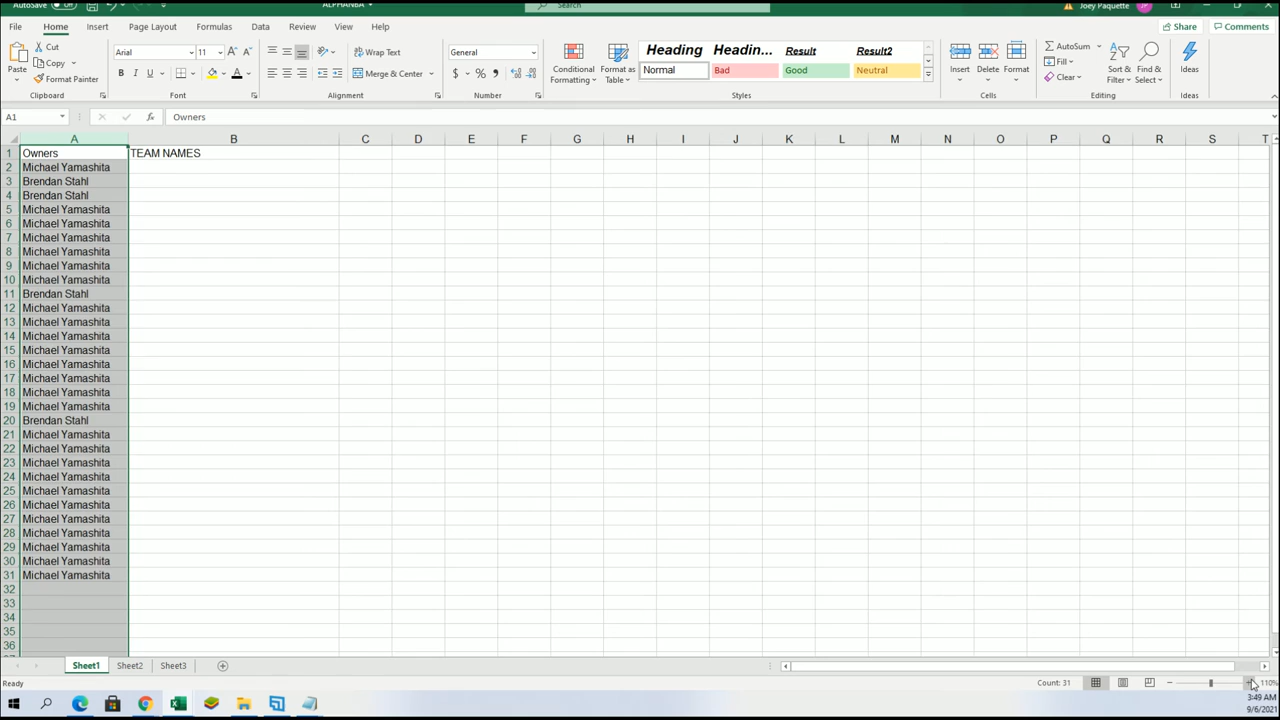 AutoSave Off ALPHANBA Search Joey Paquette JP
File Home Insert Page Layout Formulas Data Review View Help Share Comments
Paste Cut Copy Format Painter Clipboard
Arial 11 B I U Font
Wrap Text Merge & Center Alignment
General $ % Number
Conditional Formatting Format as Table
Heading Headin... Result Result2
Normal Bad Good Neutral
Styles
Insert Delete Format Cells
AutoSum Fill Clear Sort & Filter Find & Select Editing
Ideas Ideas
A1 fx Owners
A B C D E F G H I J K L M N O P Q R S T
1 Owners TEAM NAMES
2 Michael Yamashita
3 Brendan Stahl
4 Brendan Stahl
5 Michael Yamashita
6 Michael Yamashita
7 Michael Yamashita
8 Michael Yamashita
9 Michael Yamashita
10 Michael Yamashita
11 Brendan Stahl
12 Michael Yamashita
13 Michael Yamashita
14 Michael Yamashita
15 Michael Yamashita
16 Michael Yamashita
17 Michael Yamashita
18 Michael Yamashita
19 Michael Yamashita
20 Brendan Stahl
21 Michael Yamashita
22 Michael Yamashita
23 Michael Yamashita
24 Michael Yamashita
25 Michael Yamashita
26 Michael Yamashita
27 Michael Yamashita
28 Michael Yamashita
29 Michael Yamashita
30 Michael Yamashita
31 Michael Yamashita
32
33
34
35
36
Sheet1 Sheet2 Sheet3
Ready Count: 31 110%
3:49 AM
9/6/2021